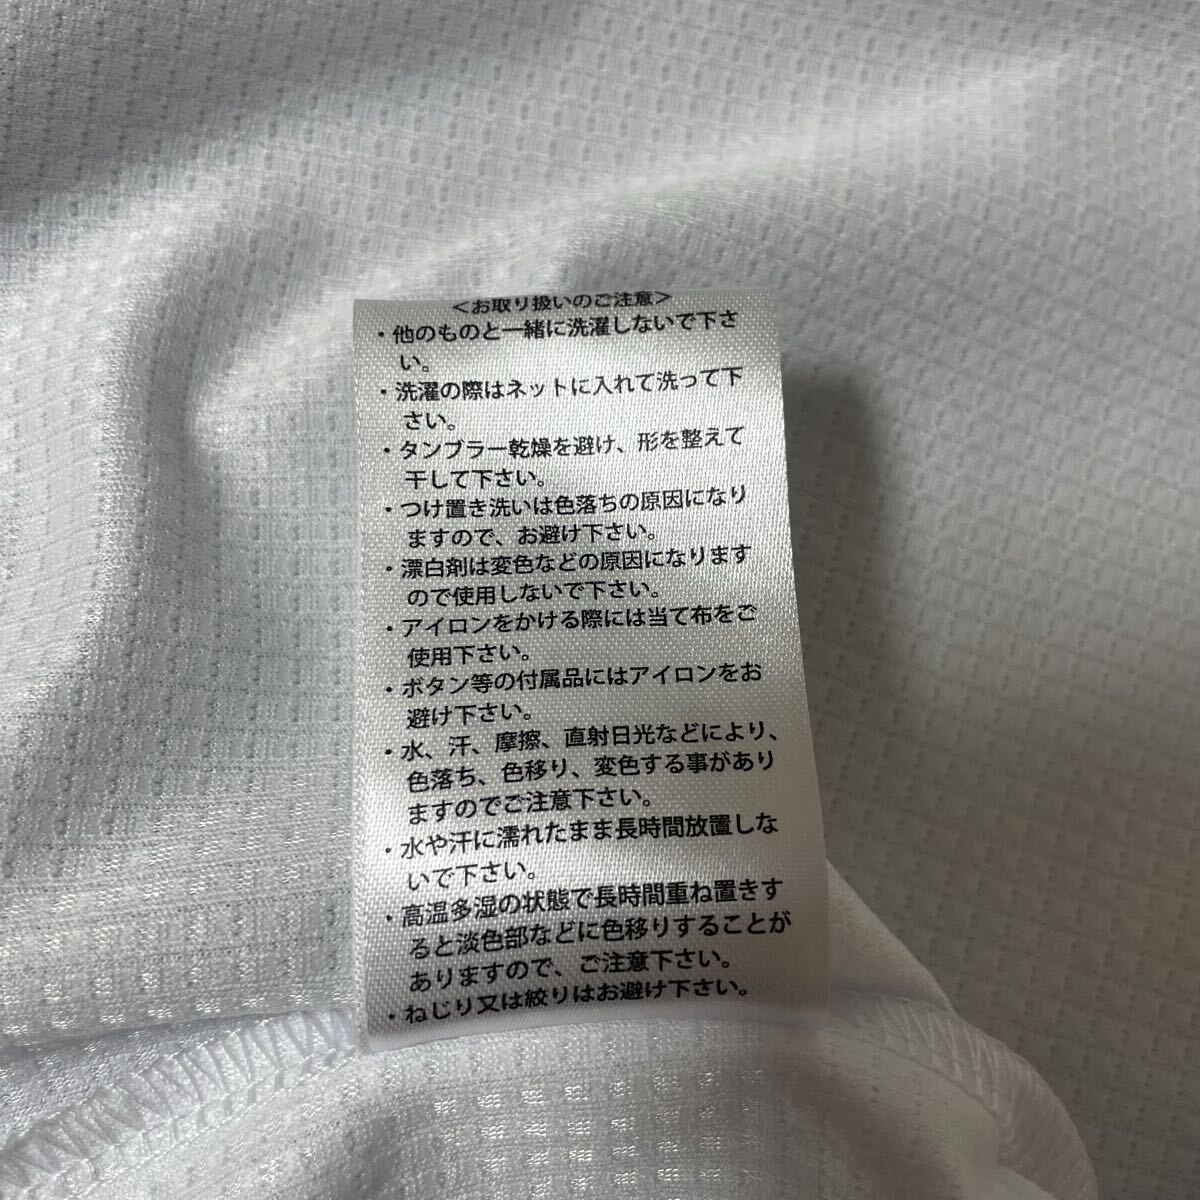 ＜お取り扱いのご注意＞
・他のものと一緒に洗濯しないで下さ
い。
・洗濯の際はネットに入れて洗って下
さい。
・タンブラー乾燥を避け、形を整えて
干して下さい。
・つけ置き洗いは色落ちの原因になり
ますので、お避け下さい。
・漂白剤は変色などの原因になります
ので使用しないで下さい。
・アイロンをかける際には当て布をご
使用下さい。
・ボタン等の付属品にはアイロンをお
避け下さい。
・水、汗、摩擦、直射日光などにより、
色落ち、色移り、変色する事があり
ますのでご注意下さい。
・水や汗に濡れたまま長時間放置しな
いで下さい。
・高温多湿の状態で長時間重ね置きす
ると淡色部などに色移りすることが
ありますので、ご注意下さい。
・ねじり又は絞りはお避け下さい。